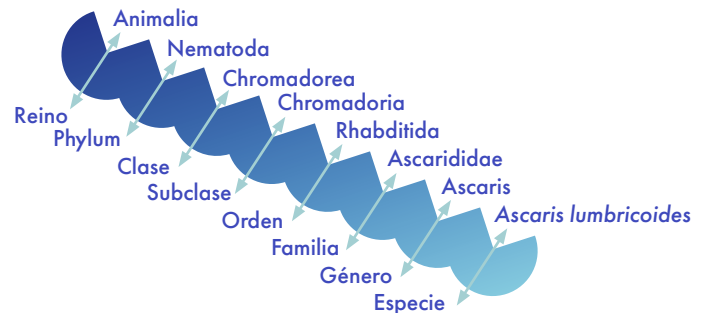 Animalia
Nematoda
Chromadorea
Chromadoria
Rhabditida
Ascarididae
Ascaris
Ascaris lumbricoides
Reino
Phylum
Clase
Subclase
Orden
Familia
Género
Especie